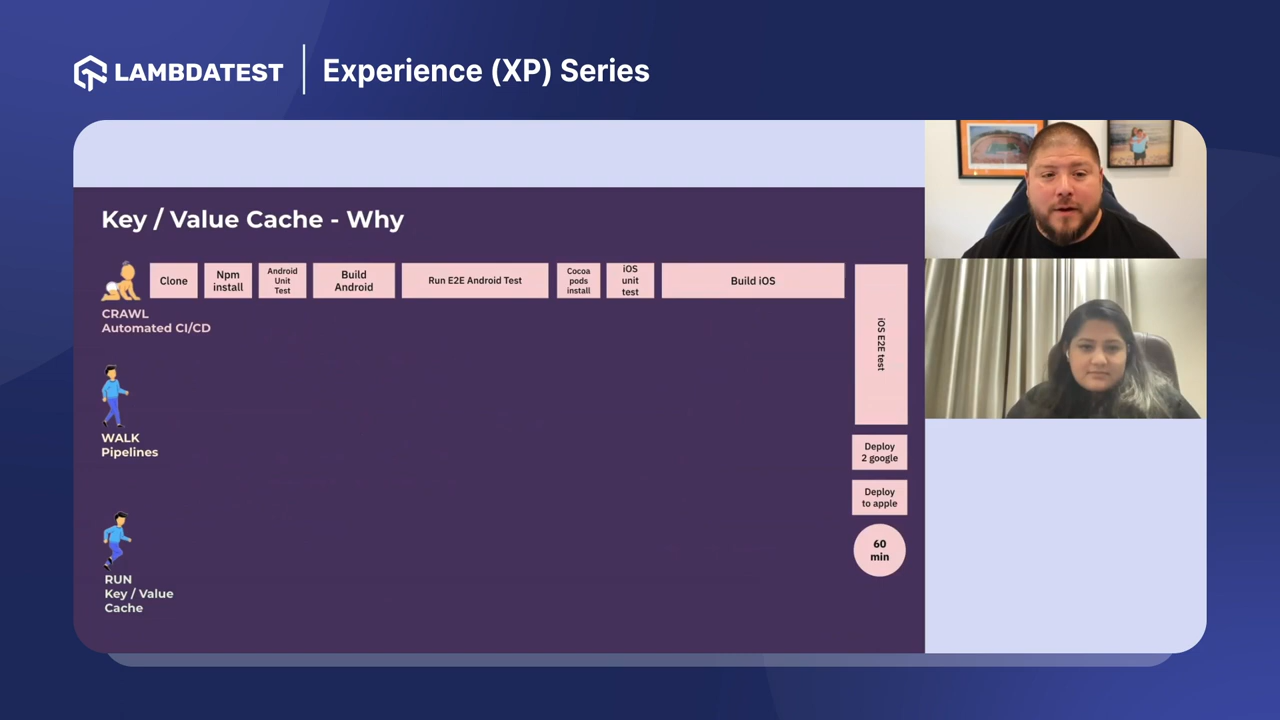 LAMBDATEST
Experience (XP) Series
Key / Value Cache - Why
Clone
Npm
install
Android
Unit
Test
Build
Android
Run E2E Android Test
Cocoa
pods
install
iOS
unit
test
Build iOS
iOS E2E test
CRAWL
Automated CI/CD
WALK
Pipelines
Deploy
2 google
Deploy
to apple
60
min
RUN
Key / Value
Cache